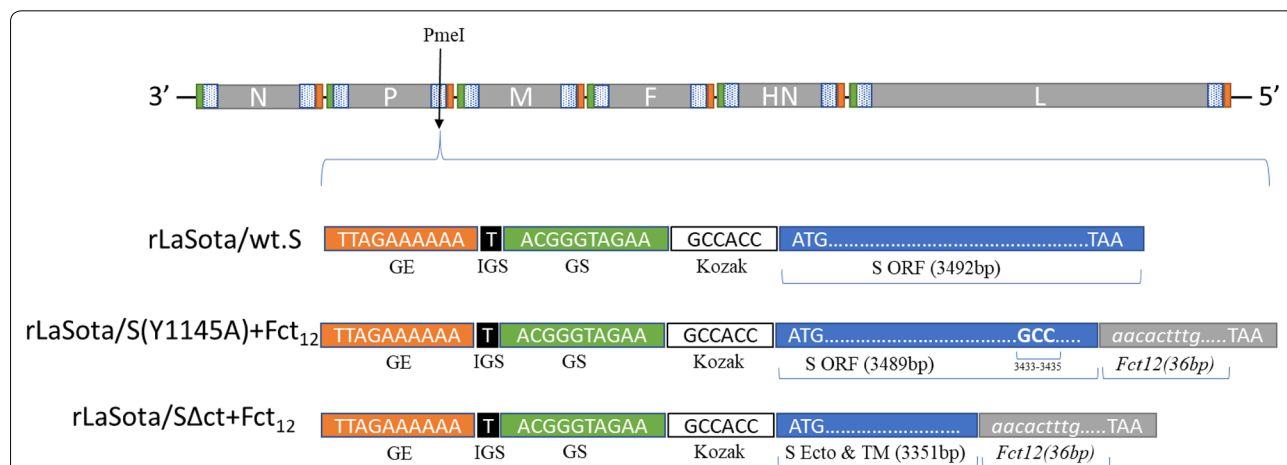 PmeI
3’ N P M F HN L 5’
rLaSota/wt.S TTAGAAAAAA T ACGGGTAGAA GCCACC ATG…………………………………………TAA
GE IGS GS Kozak S ORF (3492bp)
rLaSota/S(Y1145A)+Fct12 TTAGAAAAAA T ACGGGTAGAA GCCACC ATG……………………………………GCC….. aacactttg…..TAA
GE IGS GS Kozak S ORF (3489bp) 3433-3435 Fct12(36bp)
rLaSota/SΔct+Fct12 TTAGAAAAAA T ACGGGTAGAA GCCACC ATG………………………. aacactttg…..TAA
GE IGS GS Kozak S Ecto & TM (3351bp) Fct12(36bp)